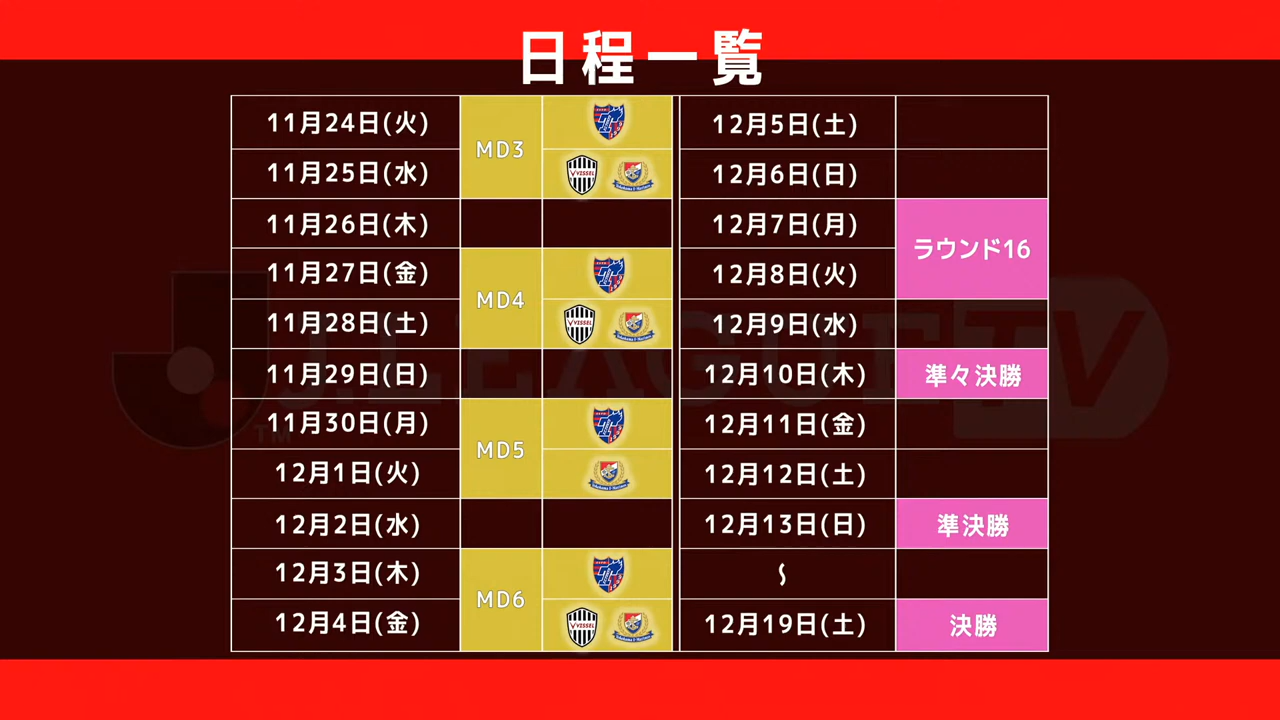 日程一覧
11月24日(火)
MD3
11月25日(水)
VISSEL
11月26日(木)
11月27日(金)
MD4
11月28日(土)
VISSEL
11月29日(日)
11月30日(月)
MD5
12月1日(火)
12月2日(水)
12月3日(木)
MD6
12月4日(金)
VISSEL
12月5日(土)
12月6日(日)
12月7日(月)
ラウンド16
12月8日(火)
12月9日(水)
12月10日(木)
準々決勝
12月11日(金)
12月12日(土)
12月13日(日)
準決勝
〜
12月19日(土)
決勝
J.LEAGUE TV
TM